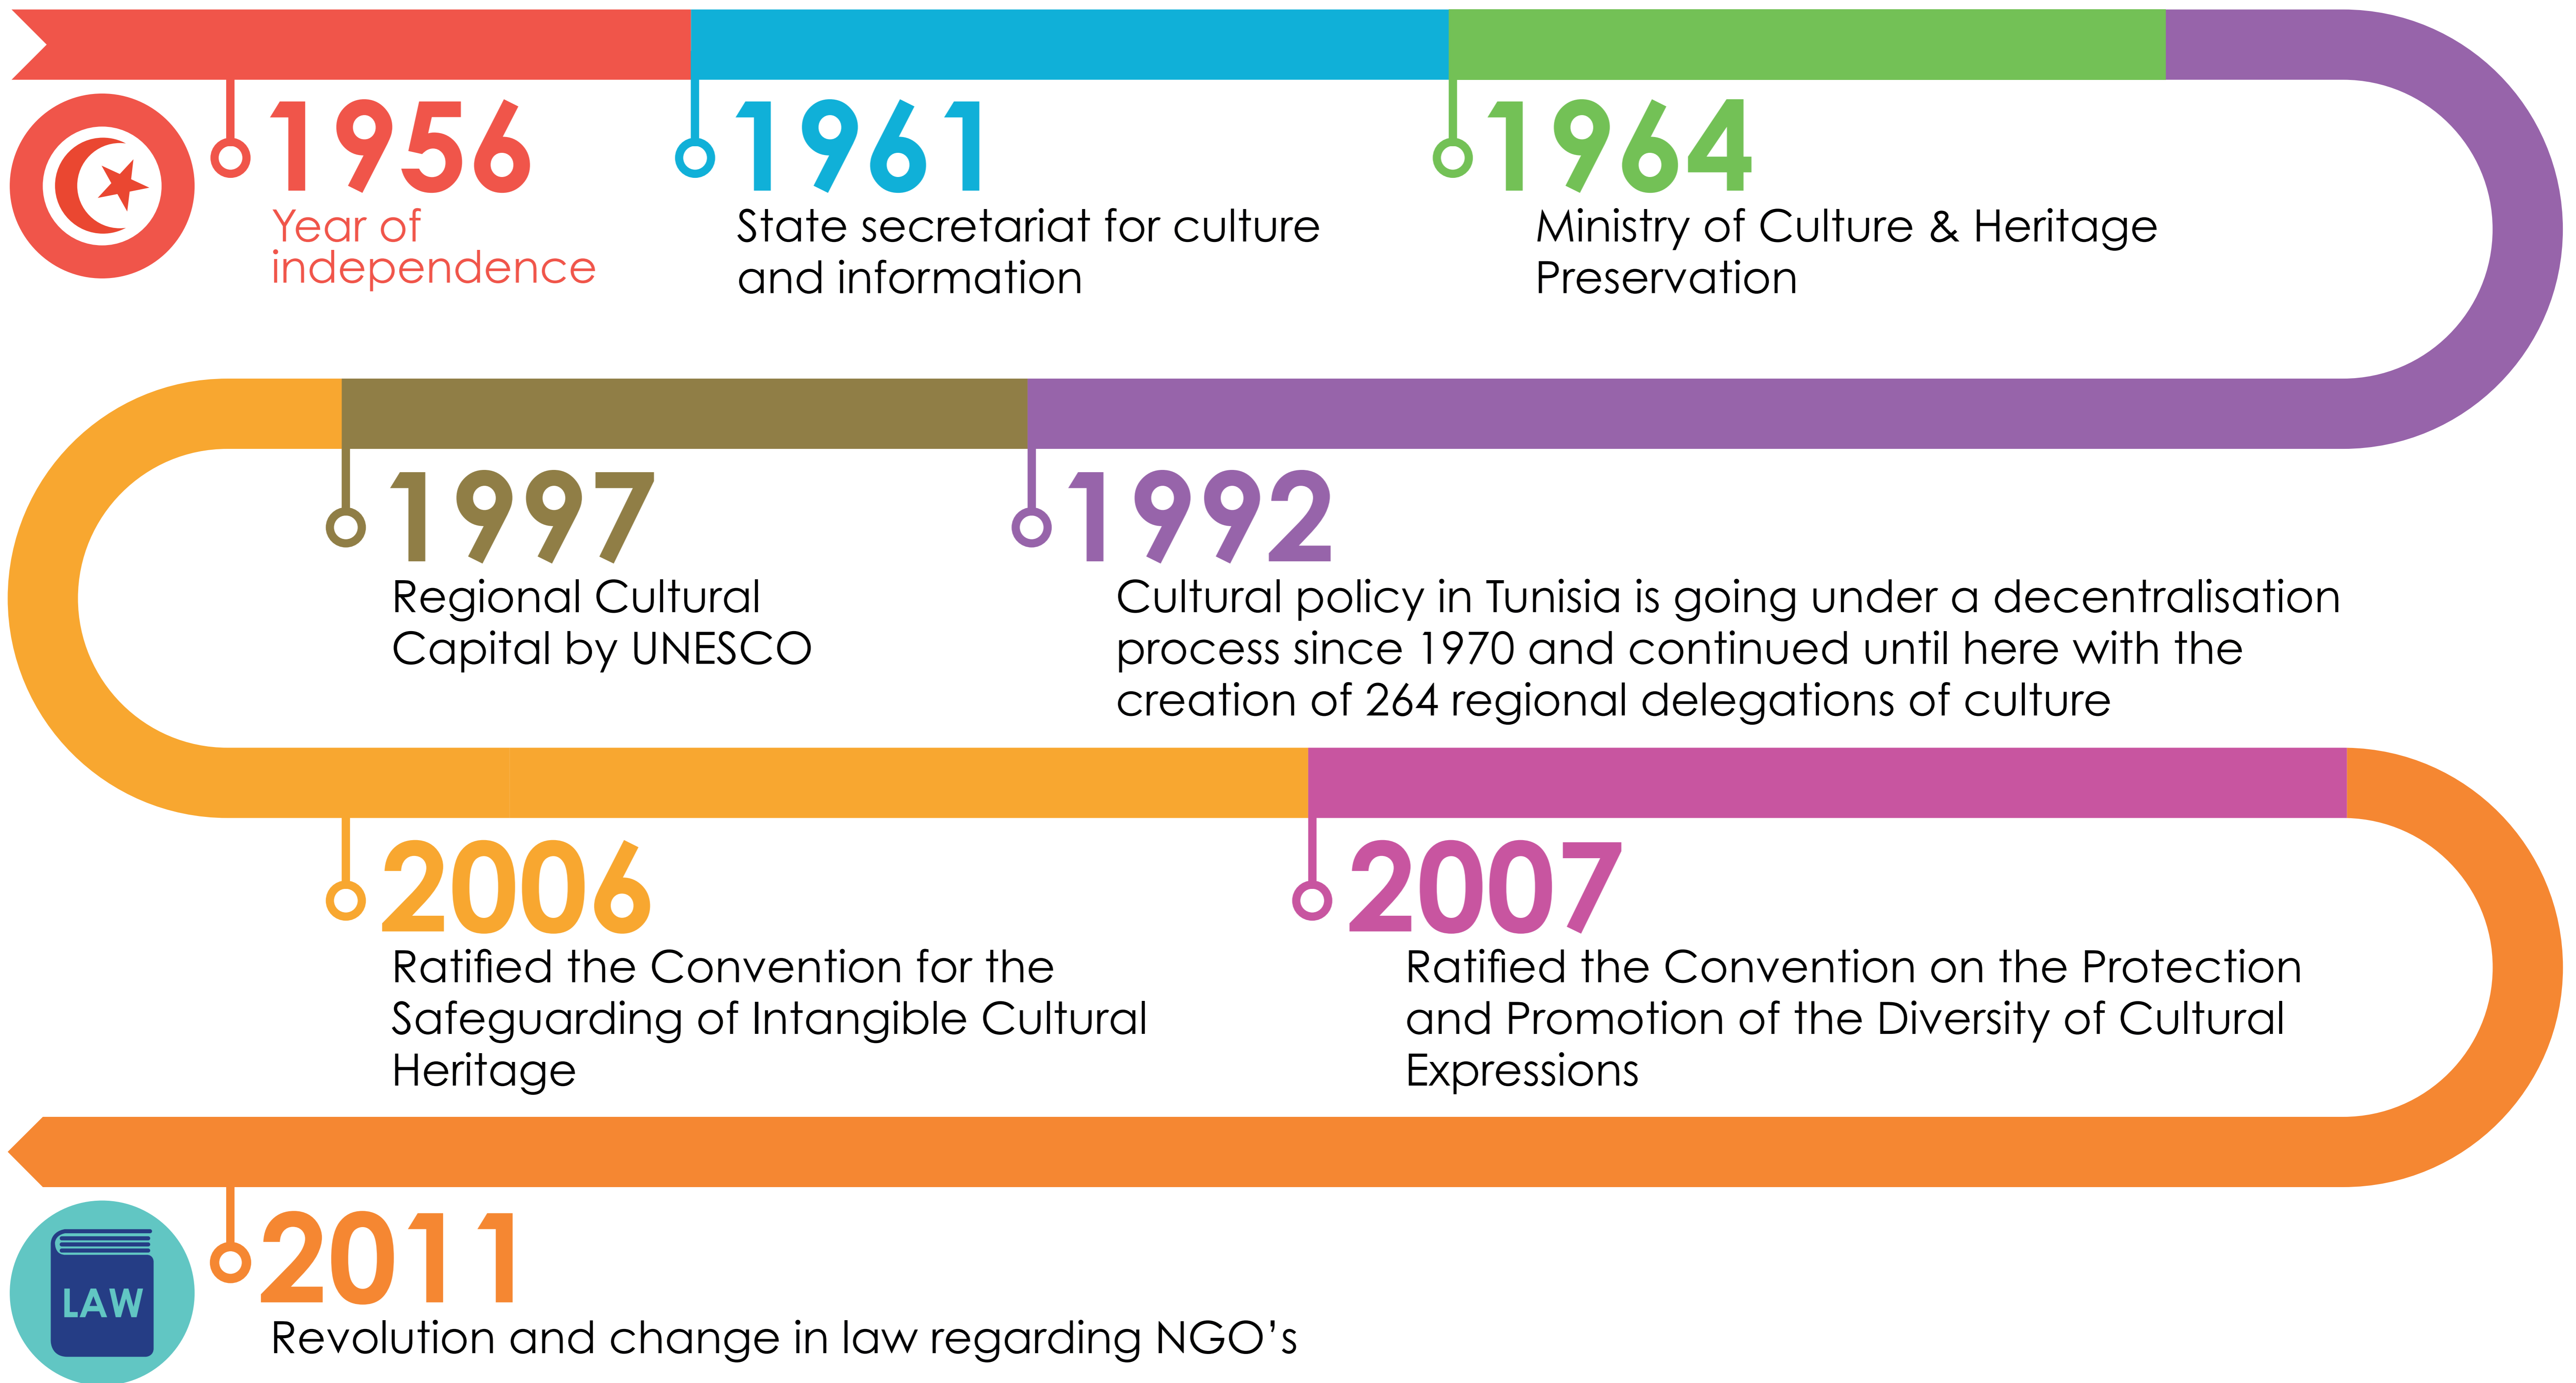 1956
Year of
independence
1961
State secretariat for culture
and information
1964
Ministry of Culture & Heritage
Preservation
1992
Cultural policy in Tunisia is going under a decentralisation
process since 1970 and continued until here with the
creation of 264 regional delegations of culture
1997
Regional Cultural
Capital by UNESCO
2006
Ratified the Convention for the
Safeguarding of Intangible Cultural
Heritage
2007
Ratified the Convention on the Protection
and Promotion of the Diversity of Cultural
Expressions
LAW
2011
Revolution and change in law regarding NGO’s